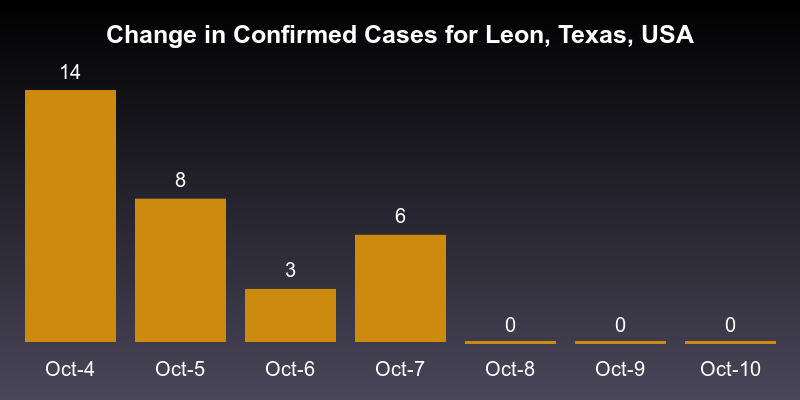 Change in Confirmed Cases for Leon, Texas, USA
14
8
3
6
0
0
0
Oct-4
Oct-5
Oct-6
Oct-7
Oct-8
Oct-9
Oct-10